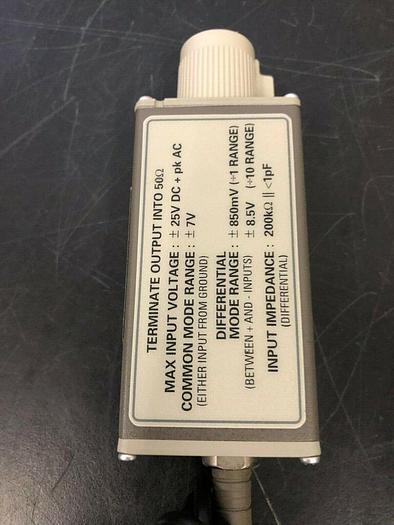 TERMINATE OUTPUT INTO 50Ω
MAX INPUT VOLTAGE : ± 25V DC + pk AC
COMMON MODE RANGE : ± 7V
(EITHER INPUT FROM GROUND)
DIFFERENTIAL
MODE RANGE : ± 850mV (÷1 RANGE)
(BETWEEN + AND - INPUTS) ± 8.5V (÷10 RANGE)
INPUT IMPEDANCE : 200kΩ || <1pF
(DIFFERENTIAL)